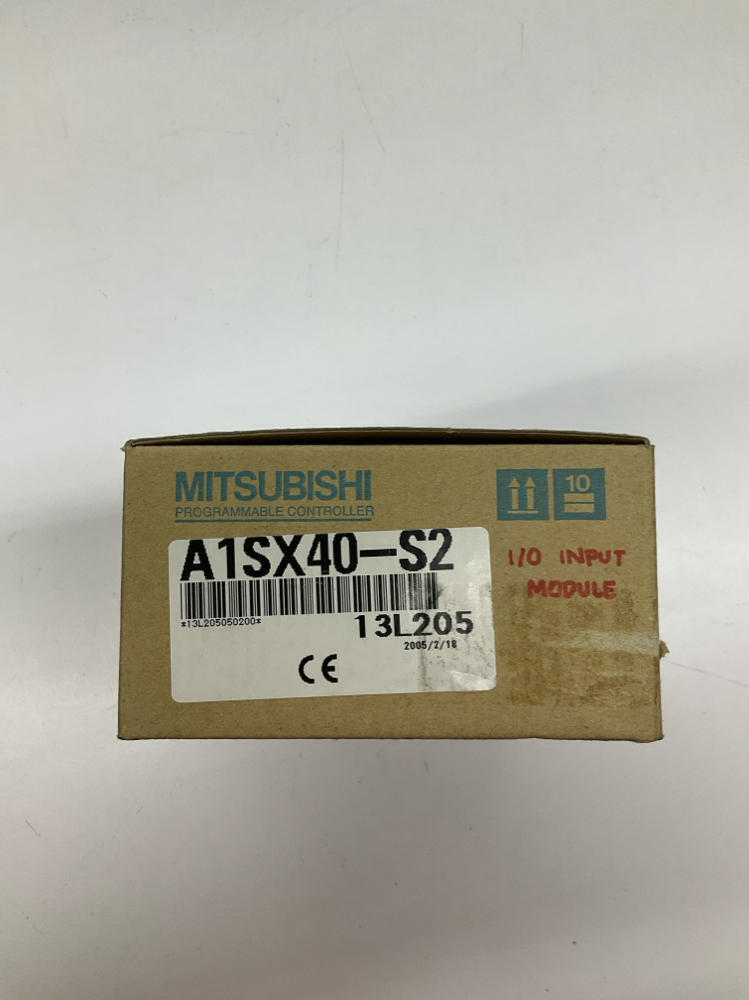 MITSUBISHI
PROGRAMMABLE CONTROLLER
10
A1SX40-S2
*13L205050200*
13L205
2005/2/18
CE
I/O INPUT
MODULE